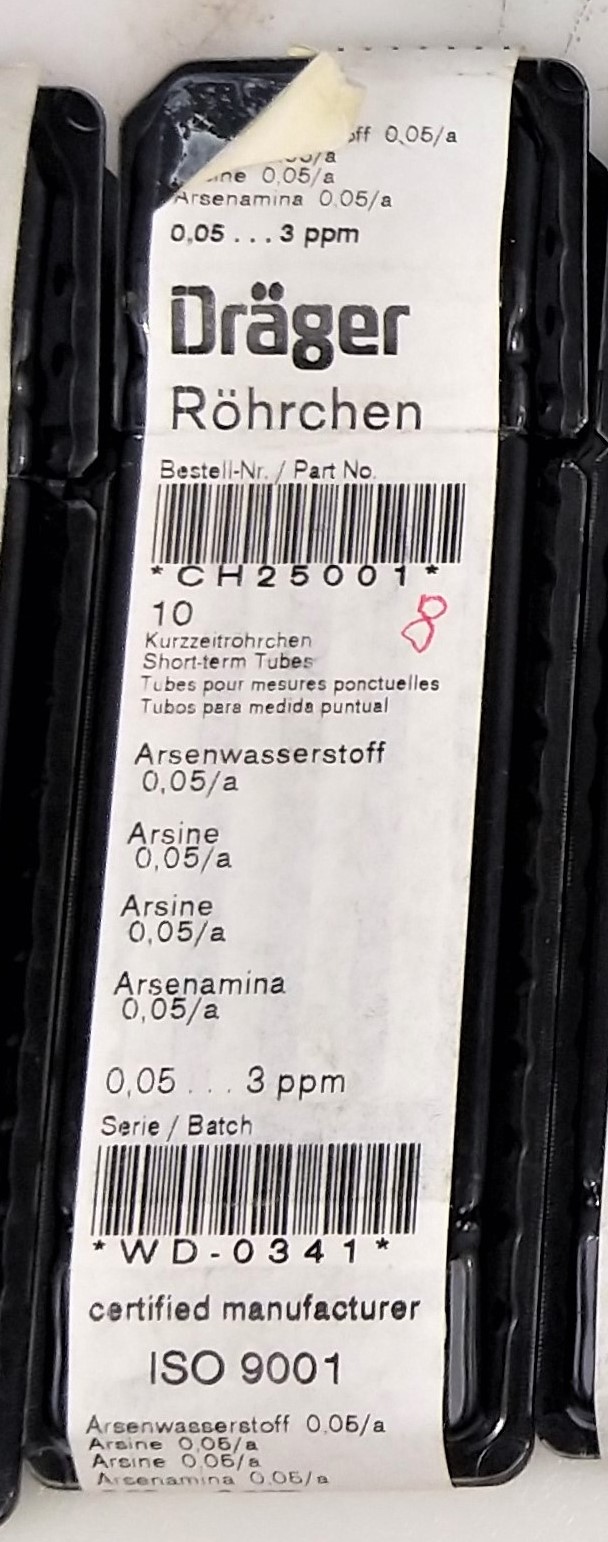 0,05/a
0,05/a
Arsenamina 0,05/a
0,05 . . . 3 ppm
Dräger
Röhrchen
Bestell-Nr. / Part No.
*CH25001*
10
8
Kurzzeitröhrchen
Short-term Tubes
Tubes pour mesures ponctuelles
Tubos para medida puntual
Arsenwasserstoff
0,05/a
Arsine
0,05/a
Arsine
0,05/a
Arsenamina
0,05/a
0,05 . . . 3 ppm
Serie / Batch
*WD-0341*
certified manufacturer
ISO 9001
Arsenwasserstoff 0,05/a
Arsine 0,05/a
Arsine 0,05/a
Arsenamina 0,05/a